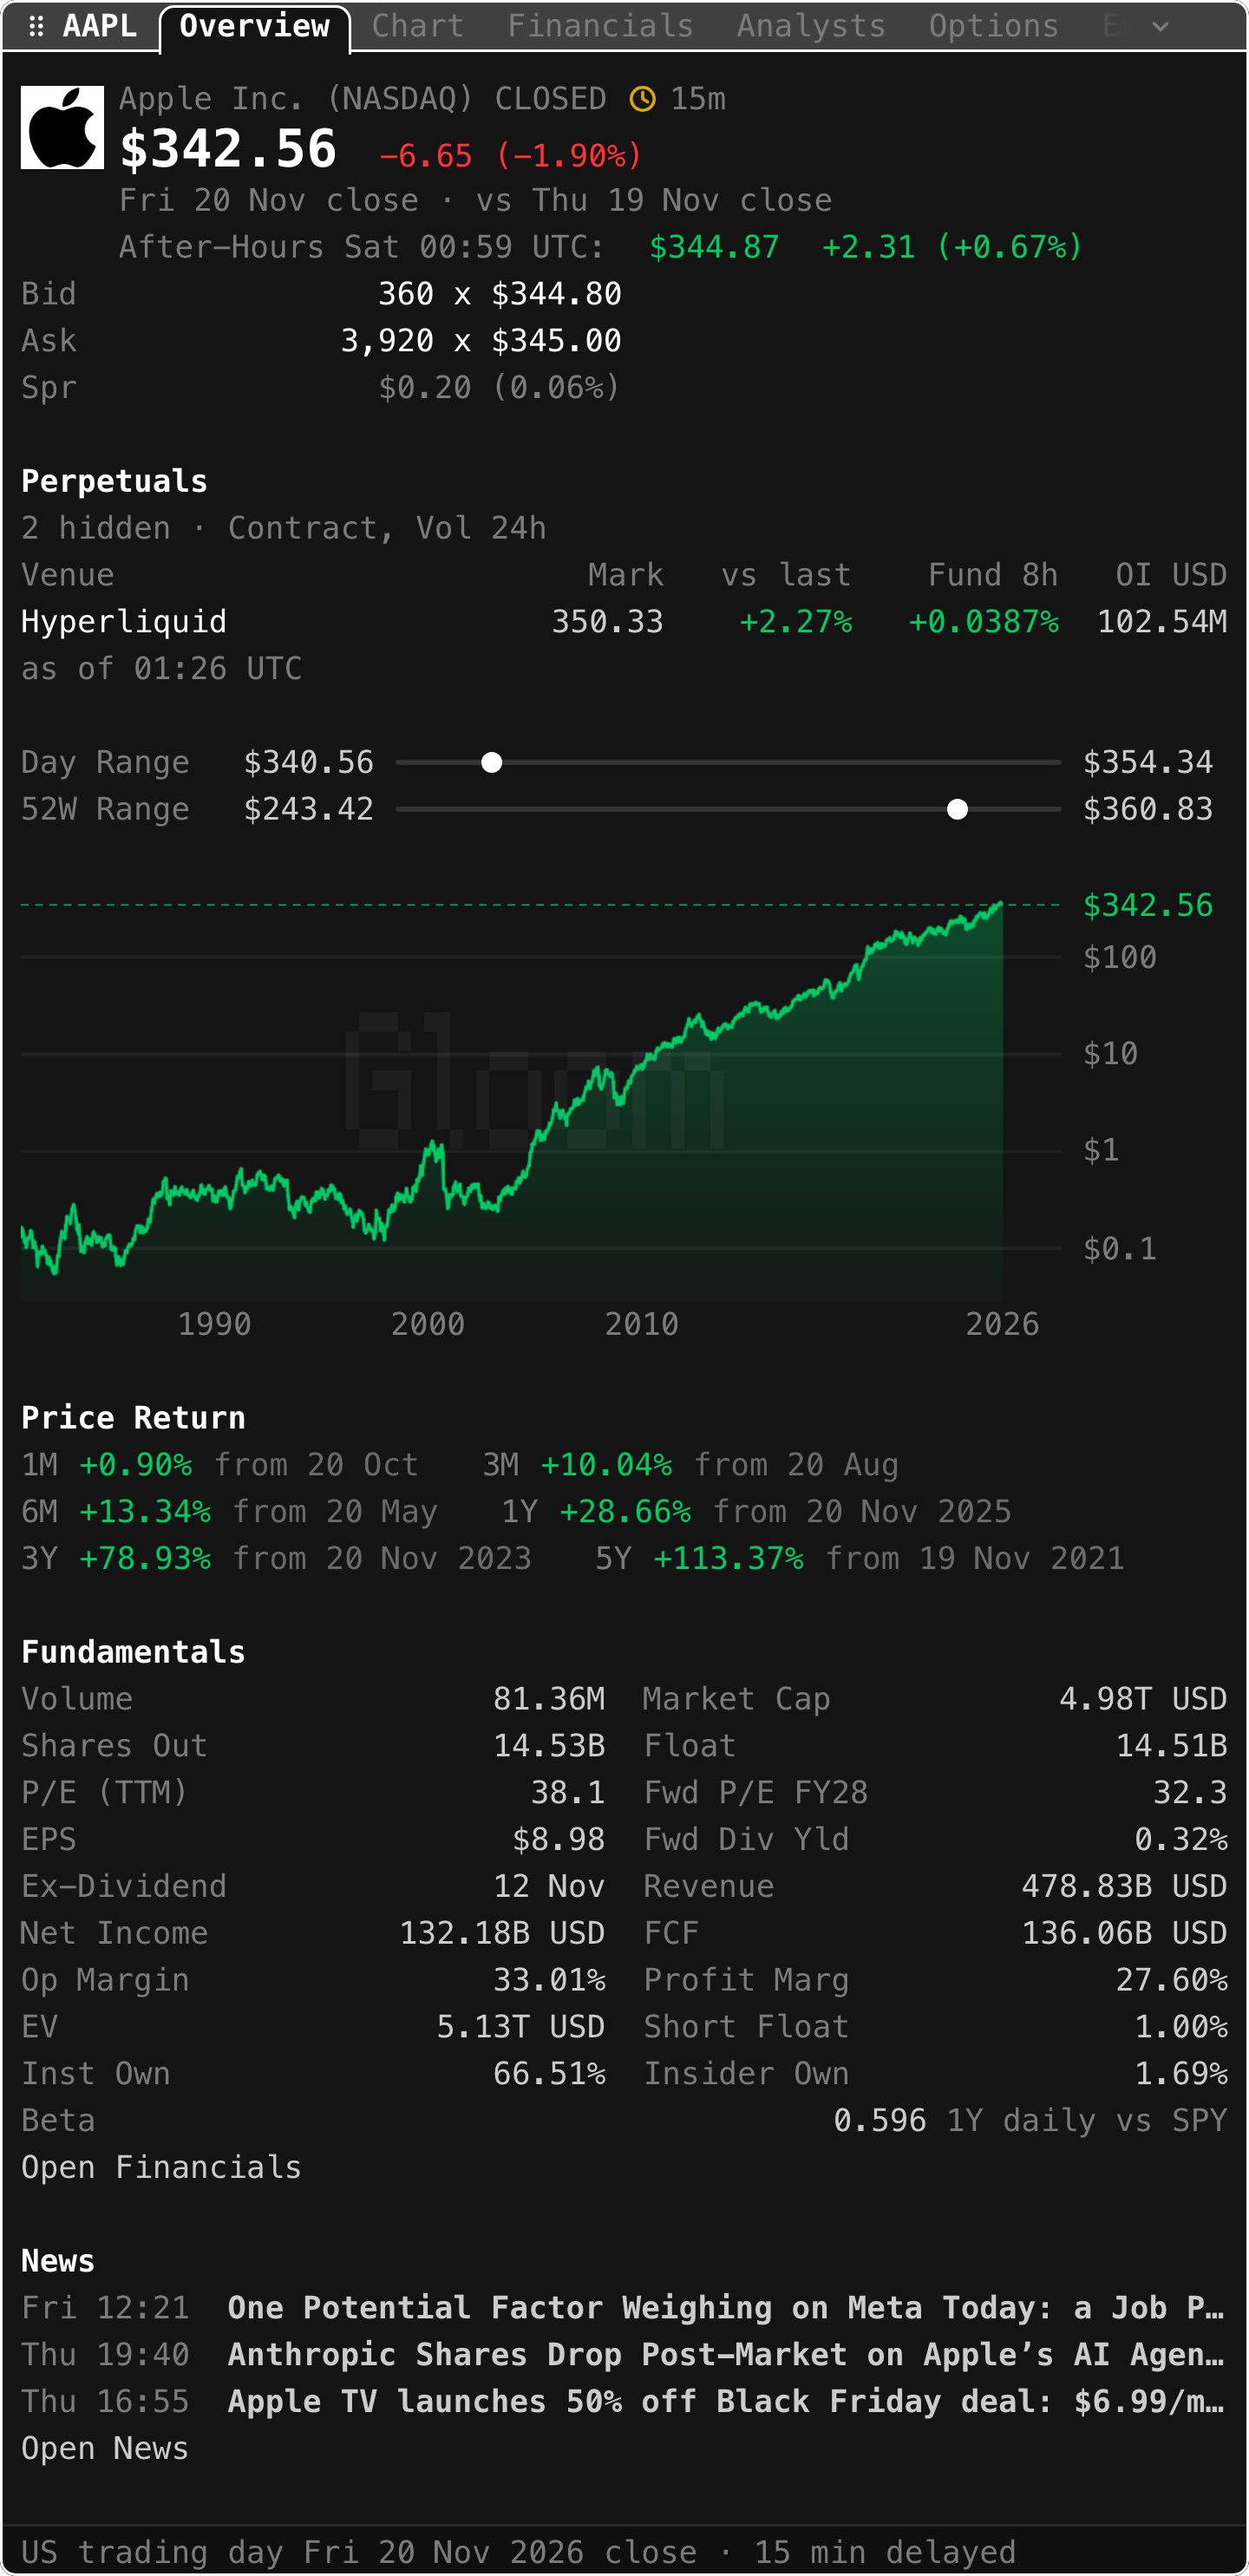 AAPL Overview Chart Financials Analysts Options
Apple Inc. (NASDAQ) CLOSED 15m
$342.56 −6.65 (−1.90%)
Fri 20 Nov close · vs Thu 19 Nov close
After−Hours Sat 00:59 UTC: $344.87 +2.31 (+0.67%)
Bid 360 x $344.80
Ask 3,920 x $345.00
Spr $0.20 (0.06%)
Perpetuals
2 hidden · Contract, Vol 24h
Venue Mark vs last Fund 8h OI USD
Hyperliquid 350.33 +2.27% +0.0387% 102.54M
as of 01:26 UTC
Day Range $340.56 $354.34
52W Range $243.42 $360.83
$342.56
$100
$10
$1
$0.1
Gloom
1990 2000 2010 2026
Price Return
1M +0.90% from 20 Oct 3M +10.04% from 20 Aug
6M +13.34% from 20 May 1Y +28.66% from 20 Nov 2025
3Y +78.93% from 20 Nov 2023 5Y +113.37% from 19 Nov 2021
Fundamentals
Volume 81.36M Market Cap 4.98T USD
Shares Out 14.53B Float 14.51B
P/E (TTM) 38.1 Fwd P/E FY28 32.3
EPS $8.98 Fwd Div Yld 0.32%
Ex−Dividend 12 Nov Revenue 478.83B USD
Net Income 132.18B USD FCF 136.06B USD
Op Margin 33.01% Profit Marg 27.60%
EV 5.13T USD Short Float 1.00%
Inst Own 66.51% Insider Own 1.69%
Beta 0.596 1Y daily vs SPY
Open Financials
News
Fri 12:21 One Potential Factor Weighing on Meta Today: a Job P…
Thu 19:40 Anthropic Shares Drop Post−Market on Apple’s AI Agen…
Thu 16:55 Apple TV launches 50% off Black Friday deal: $6.99/m…
Open News
US trading day Fri 20 Nov 2026 close · 15 min delayed